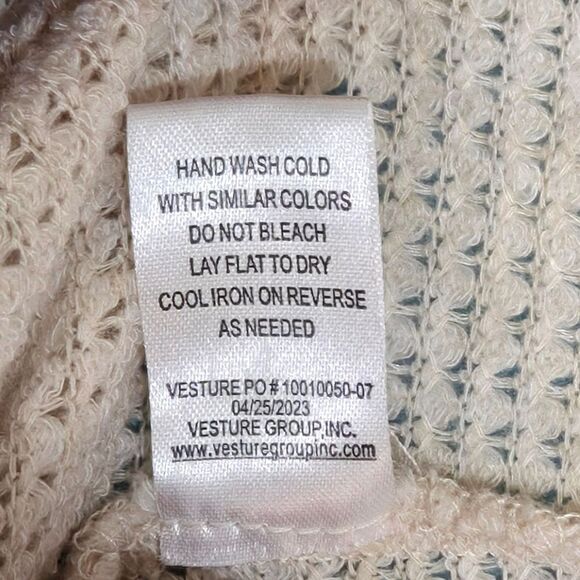 HAND WASH COLD
WITH SIMILAR COLORS
DO NOT BLEACH
LAY FLAT TO DRY
COOL IRON ON REVERSE
AS NEEDED
VESTURE PO # 10010050-07
04/25/2023
VESTURE GROUP, INC.
www.vesturegroupinc.com